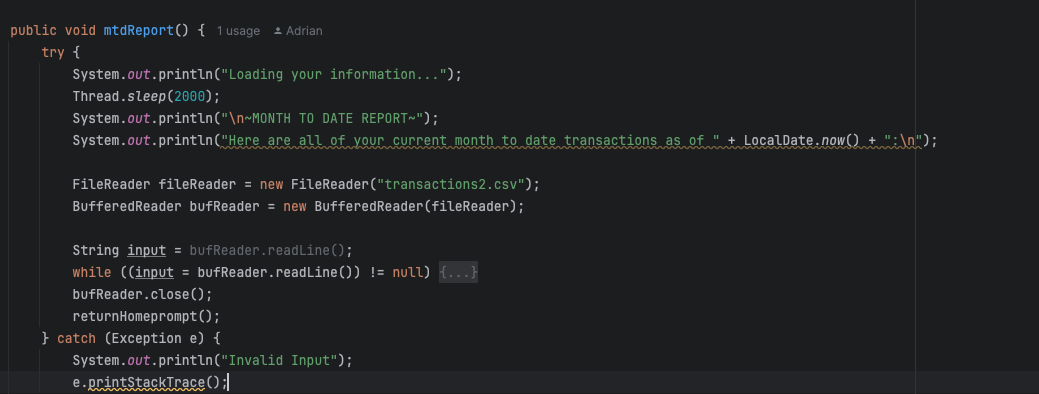 public void mtdReport() { 1 usage Adrian
try {
System.out.println("Loading your information...");
Thread.sleep(2000);
System.out.println("\n~MONTH TO DATE REPORT~");
System.out.println("Here are all of your current month to date transactions as of " + LocalDate.now() + ":\n");
FileReader fileReader = new FileReader("transactions2.csv");
BufferedReader bufReader = new BufferedReader(fileReader);
String input = bufReader.readLine();
while ((input = bufReader.readLine()) != null) {...}
bufReader.close();
returnHomeprompt();
} catch (Exception e) {
System.out.println("Invalid Input");
e.printStackTrace();